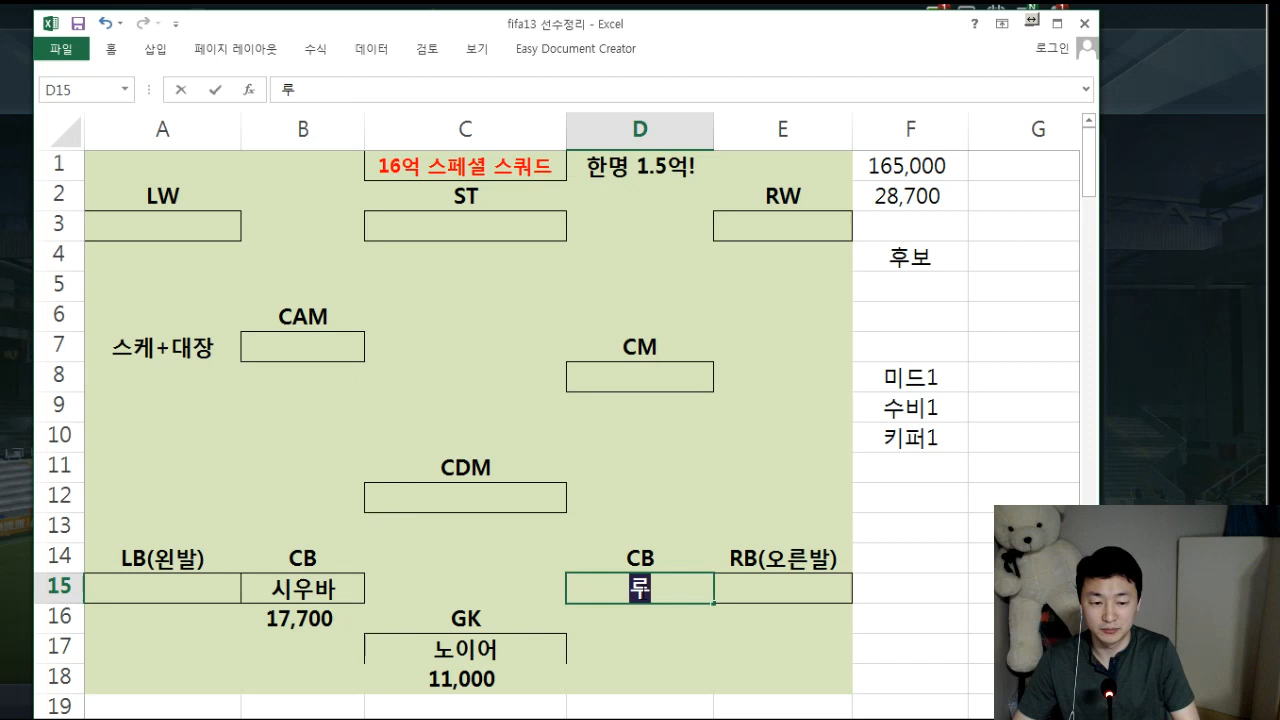 fifa13 선수정리 - Excel
?
파일 홈 삽입 페이지 레이아웃 수식 데이터 검토 보기 Easy Document Creator 로그인
D15 fx 루
A B C D E F G
1 16억 스페셜 스쿼드 한명 1.5억! 165,000
2 LW ST RW 28,700
3
4 후보
5
6 CAM
7 스케+대장 CM
8 미드1
9 수비1
10 키퍼1
11 CDM
12
13
14 LB(왼발) CB CB RB(오른발)
15 시우바 루
16 17,700 GK
17 노이어
18 11,000
19